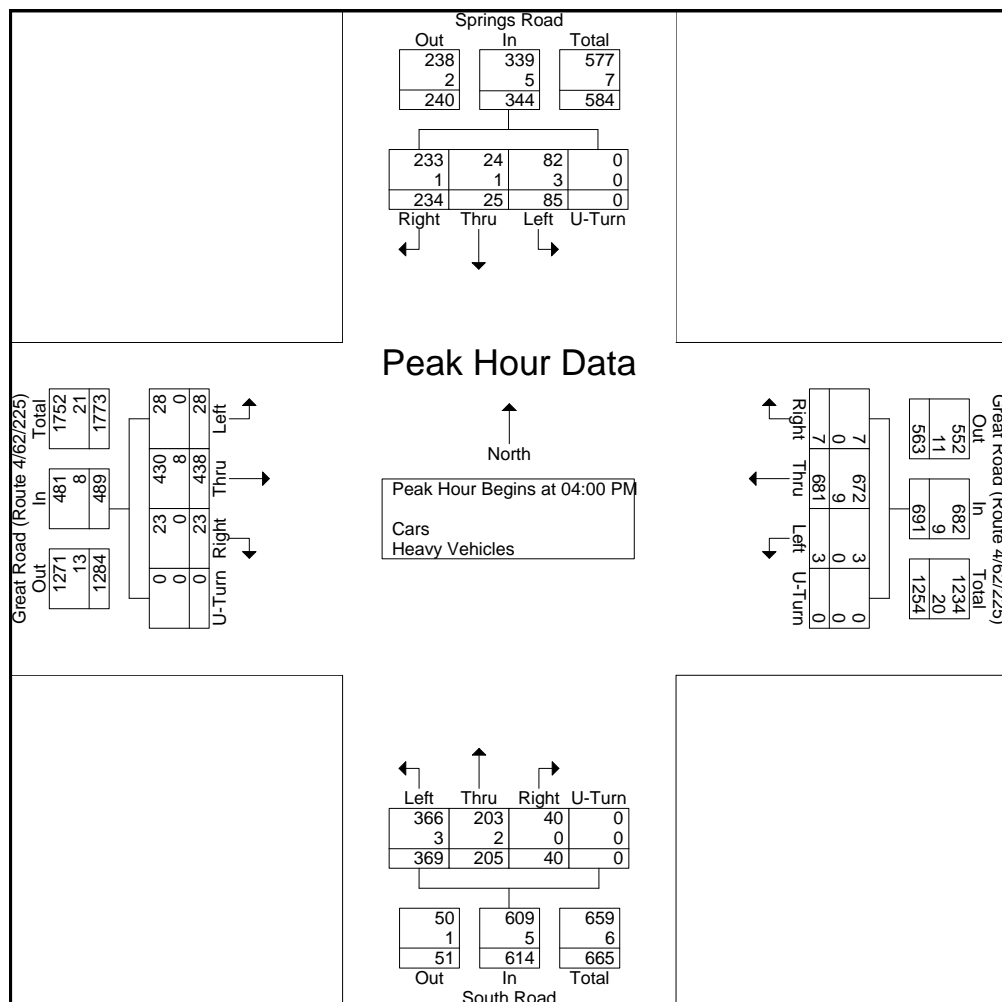 Springs Road
Out In Total
238 339 577
2 5 7
240 344 584
233 24 82 0
1 1 3 0
234 25 85 0
Right Thru Left U-Turn
Peak Hour Data
North
Peak Hour Begins at 04:00 PM
Cars
Heavy Vehicles
Great Road (Route 4/62/225)
Out In Total
1271 481 1752
13 8 21
1284 489 1773
0 23 430 28
0 0 8 0
0 23 438 28
U-Turn Right Thru Left
Great Road (Route 4/62/225)
Out In Total
552 682 1234
11 9 20
563 691 1254
7 672 3 0
0 9 0 0
7 681 3 0
Right Thru Left U-Turn
Left Thru Right U-Turn
366 203 40 0
3 2 0 0
369 205 40 0
50 609 659
1 5 6
51 614 665
Out In Total
South Road